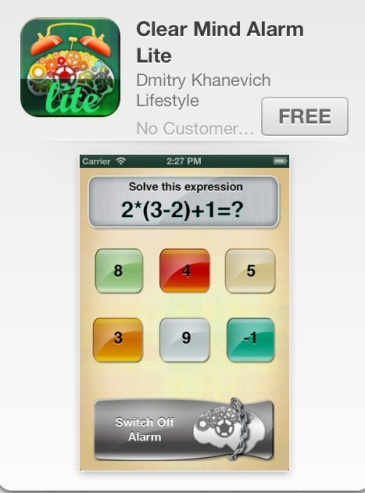 Clear Mind Alarm
Lite
Dmitry Khanevich
Lifestyle
No Customer...
FREE
lite
Carrier
2:27 PM
Solve this expression
2*(3-2)+1=?
8
4
5
3
9
-1
Switch Off
Alarm